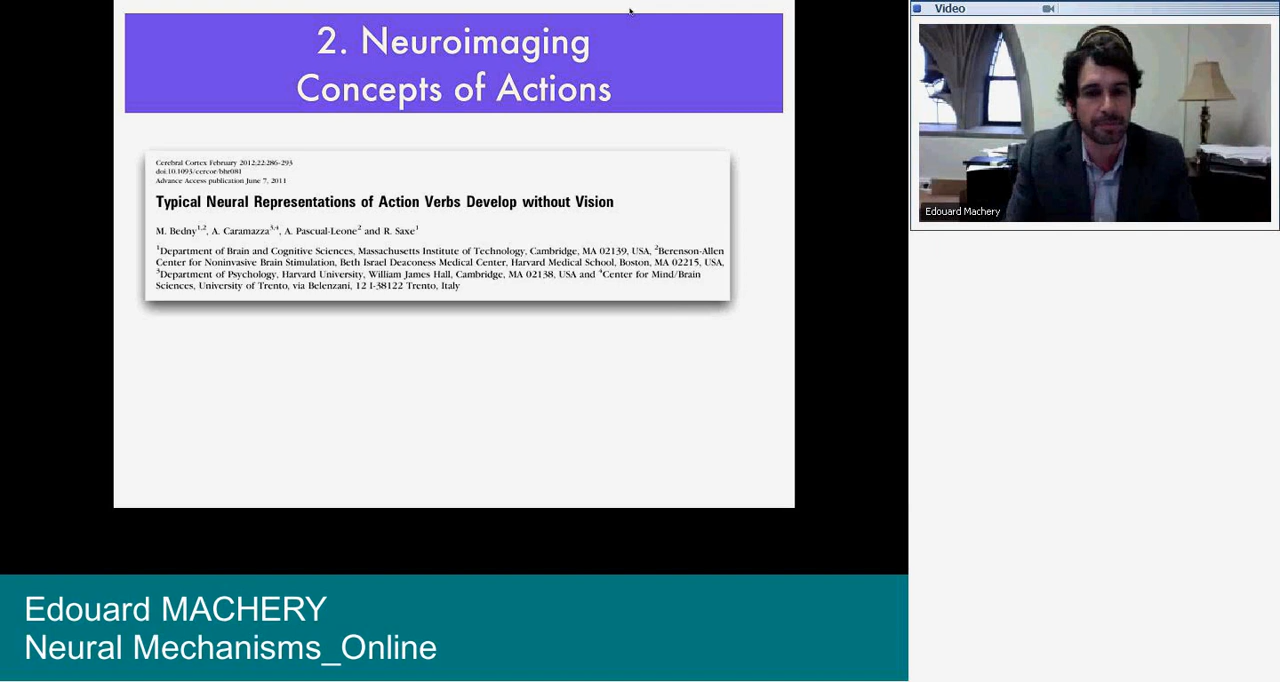 2. Neuroimaging
Concepts of Actions
Cerebral Cortex February 2012;22:286-293
doi:10.1093/cercor/bhr081
Advance Access publication June 7, 2011
Typical Neural Representations of Action Verbs Develop without Vision
M. Bedny1,2, A. Caramazza3,4, A. Pascual-Leone2 and R. Saxe1
1Department of Brain and Cognitive Sciences, Massachusetts Institute of Technology, Cambridge, MA 02139, USA, 2Berenson-Allen
Center for Noninvasive Brain Stimulation, Beth Israel Deaconess Medical Center, Harvard Medical School, Boston, MA 02215, USA,
3Department of Psychology, Harvard University, William James Hall, Cambridge, MA 02138, USA and 4Center for Mind/Brain
Sciences, University of Trento, via Belenzani, 12 I-38122 Trento, Italy
Video
Edouard Machery
Edouard MACHERY
Neural Mechanisms_Online